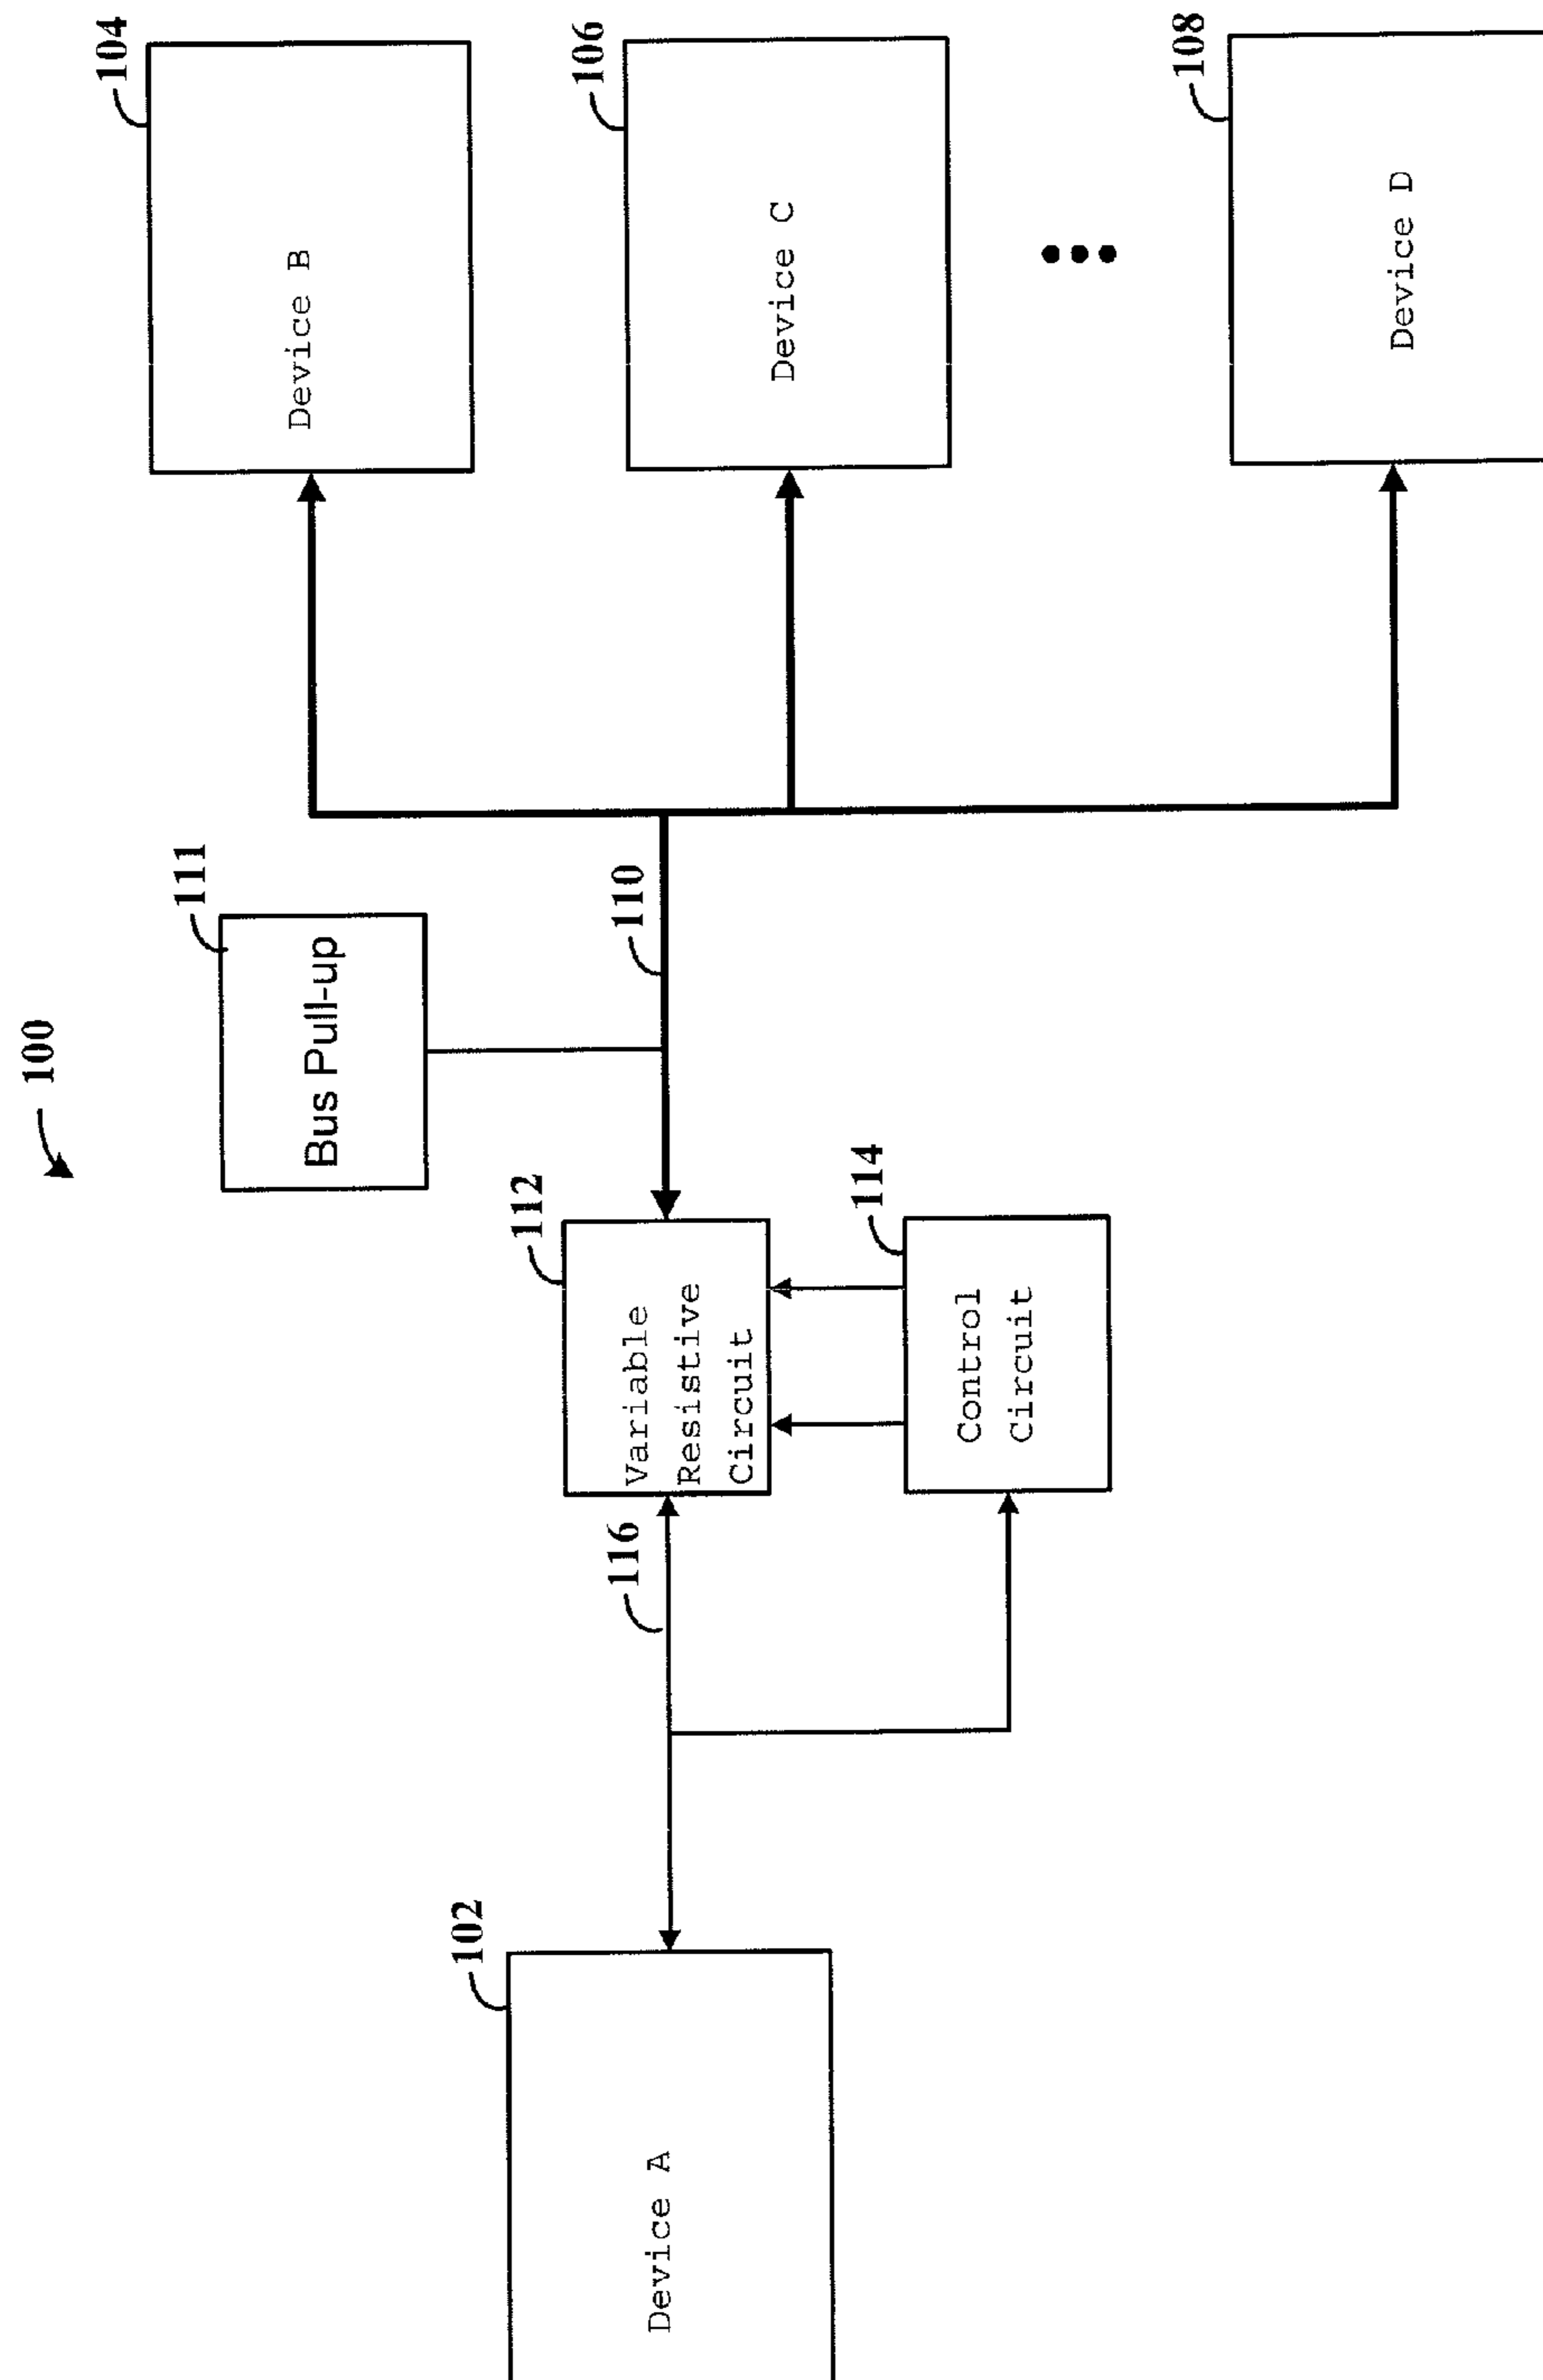 100
104
Device B
111
Bus Pull-up
106
Device C
110
112
Variable
Resistive
Circuit
102
Device A
116
114
Control
Circuit
108
Device D